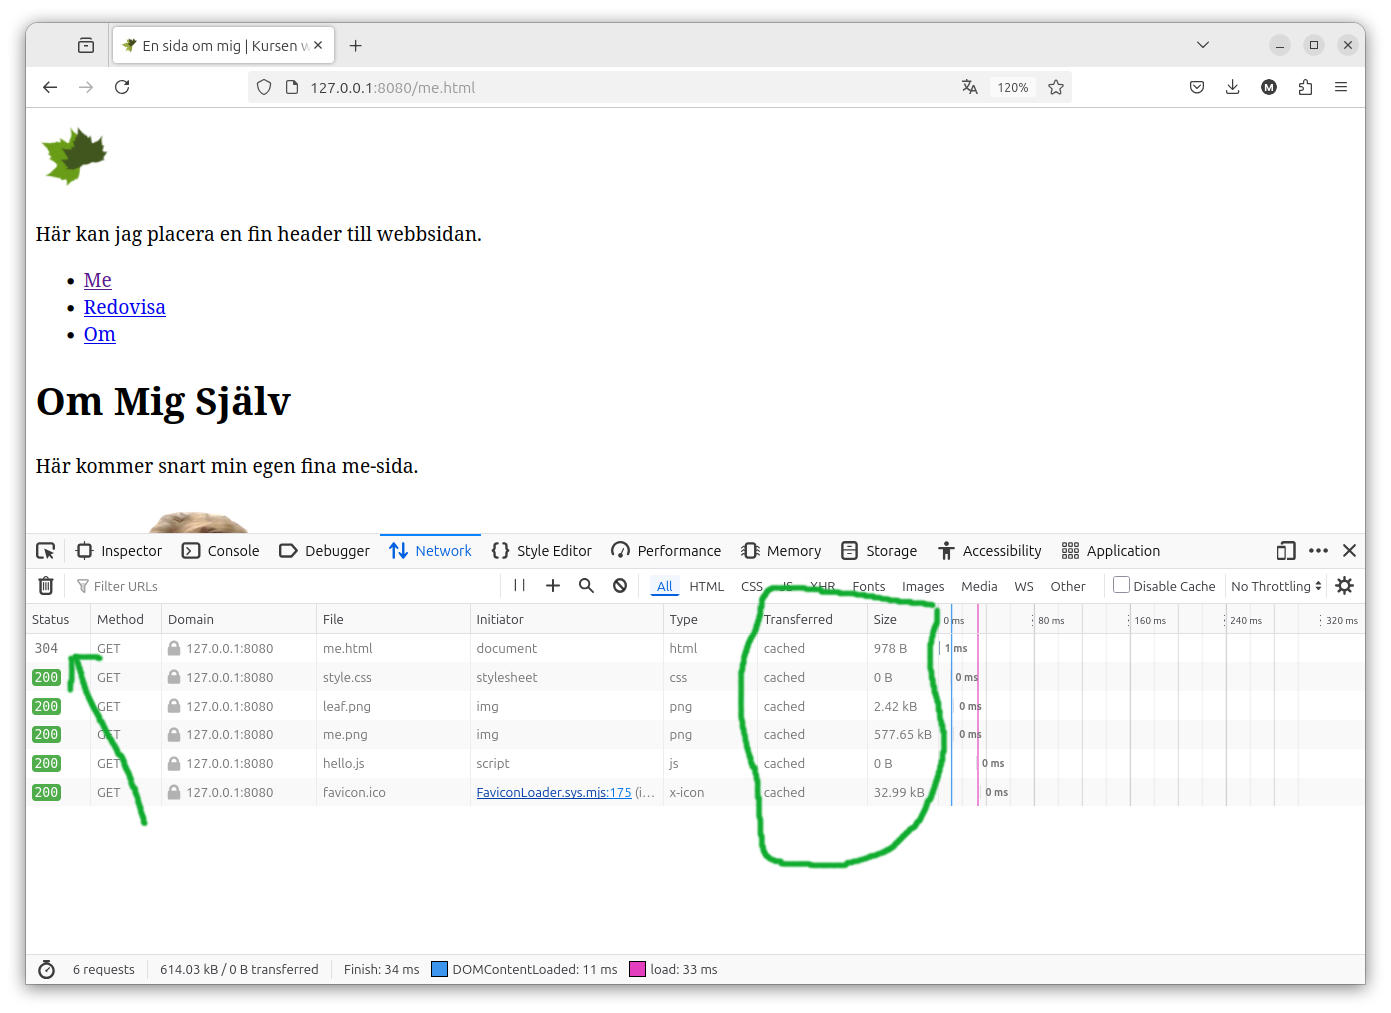 En sida om mig | Kursen w
127.0.0.1:8080/me.html
120%
M
Här kan jag placera en fin header till webbsidan.
Me
Redovisa
Om
Om Mig Själv
Här kommer snart min egen fina me-sida.
Inspector Console Debugger Network Style Editor Performance Memory Storage Accessibility Application
Filter URLs All HTML CSS JS XHR Fonts Images Media WS Other Disable Cache No Throttling
Status Method Domain File Initiator Type Transferred Size 0 ms 80 ms 160 ms 240 ms 320 ms
304 GET 127.0.0.1:8080 me.html document html cached 978 B 1 ms
200 GET 127.0.0.1:8080 style.css stylesheet css cached 0 B 0 ms
200 GET 127.0.0.1:8080 leaf.png img png cached 2.42 kB 0 ms
200 GET 127.0.0.1:8080 me.png img png cached 577.65 kB 0 ms
200 GET 127.0.0.1:8080 hello.js script js cached 0 B 0 ms
200 GET 127.0.0.1:8080 favicon.ico FaviconLoader.sys.mjs:175 (i... x-icon cached 32.99 kB 0 ms
6 requests 614.03 kB / 0 B transferred Finish: 34 ms DOMContentLoaded: 11 ms load: 33 ms